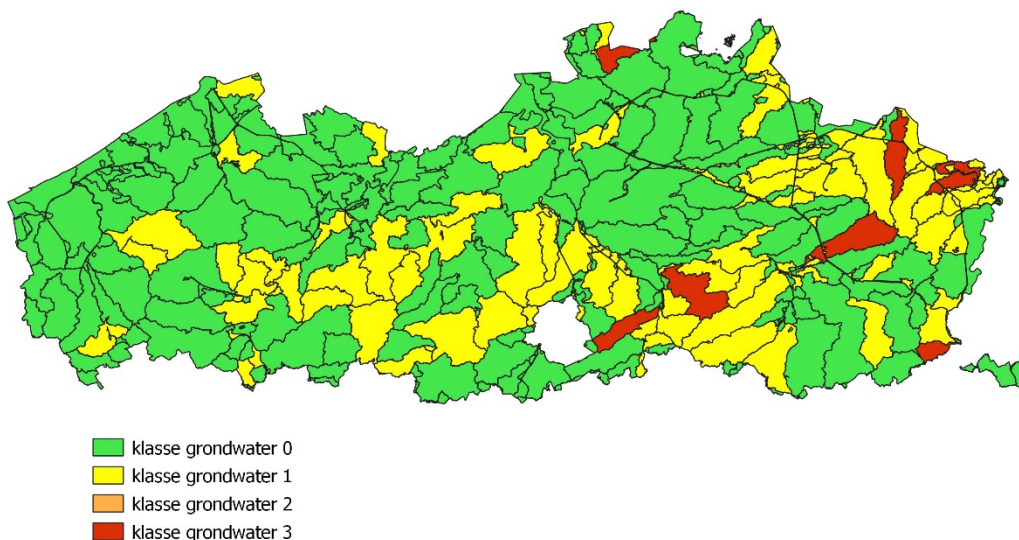 klasse grondwater 0
klasse grondwater 1
klasse grondwater 2
klasse grondwater 3